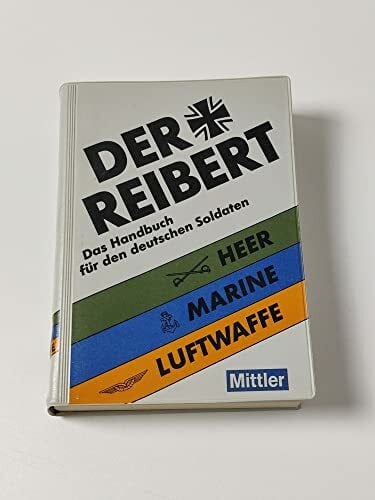 DER
REIBERT
Das Handbuch
für den deutschen Soldaten
HEER
MARINE
LUFTWAFFE
Mittler